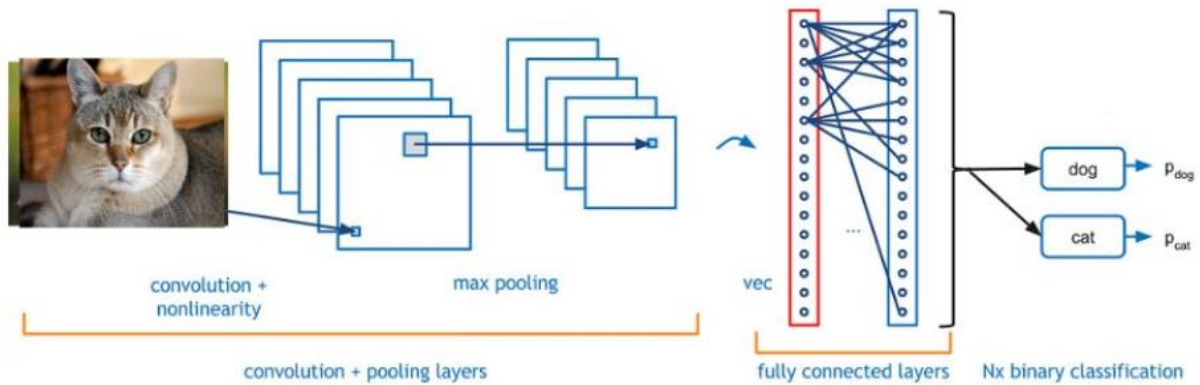 convolution +
nonlinearity
max pooling
vec
...
dog
p_dog
cat
p_cat
convolution + pooling layers
fully connected layers
Nx binary classification